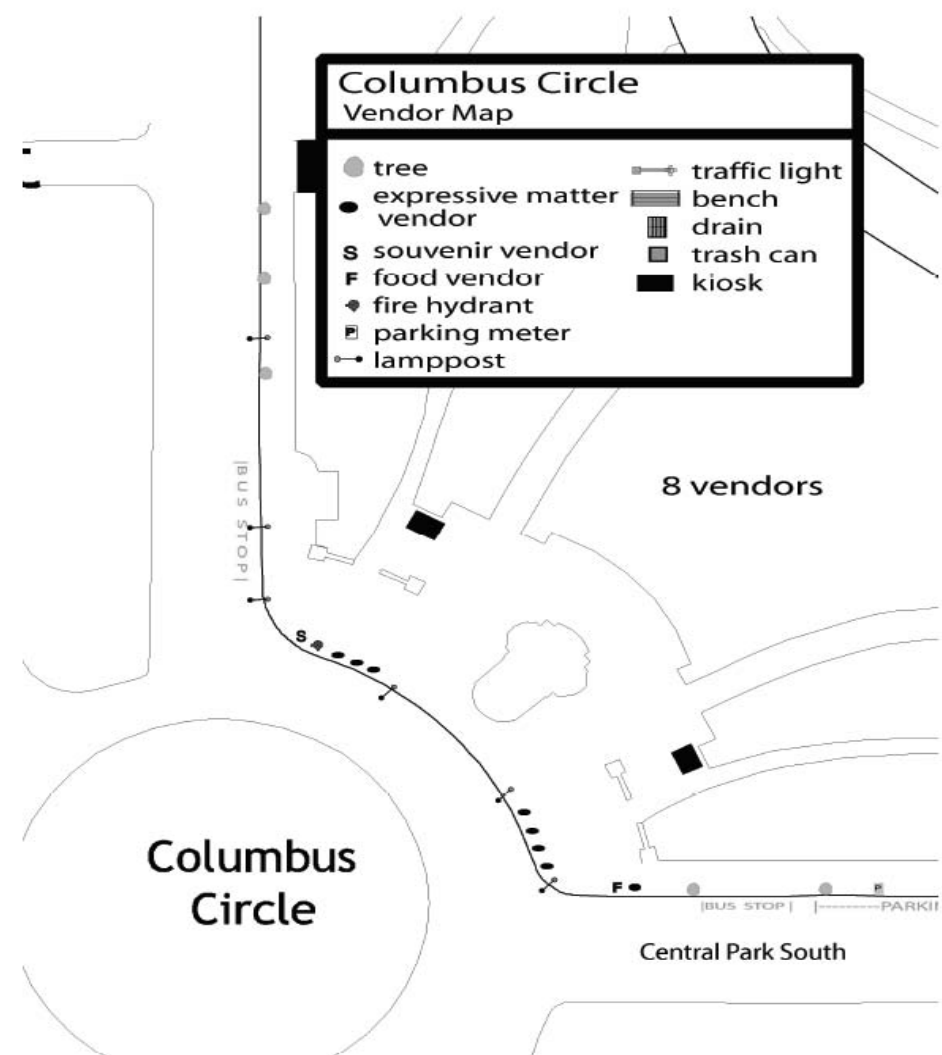 Columbus Circle
Vendor Map
tree
expressive matter
vendor
S souvenir vendor
F food vendor
fire hydrant
P parking meter
lamppost
traffic light
bench
drain
trash can
kiosk
|BUS STOP|
8 vendors
S
Columbus
Circle
F
P
|BUS STOP|
|---------PARKIN
Central Park South